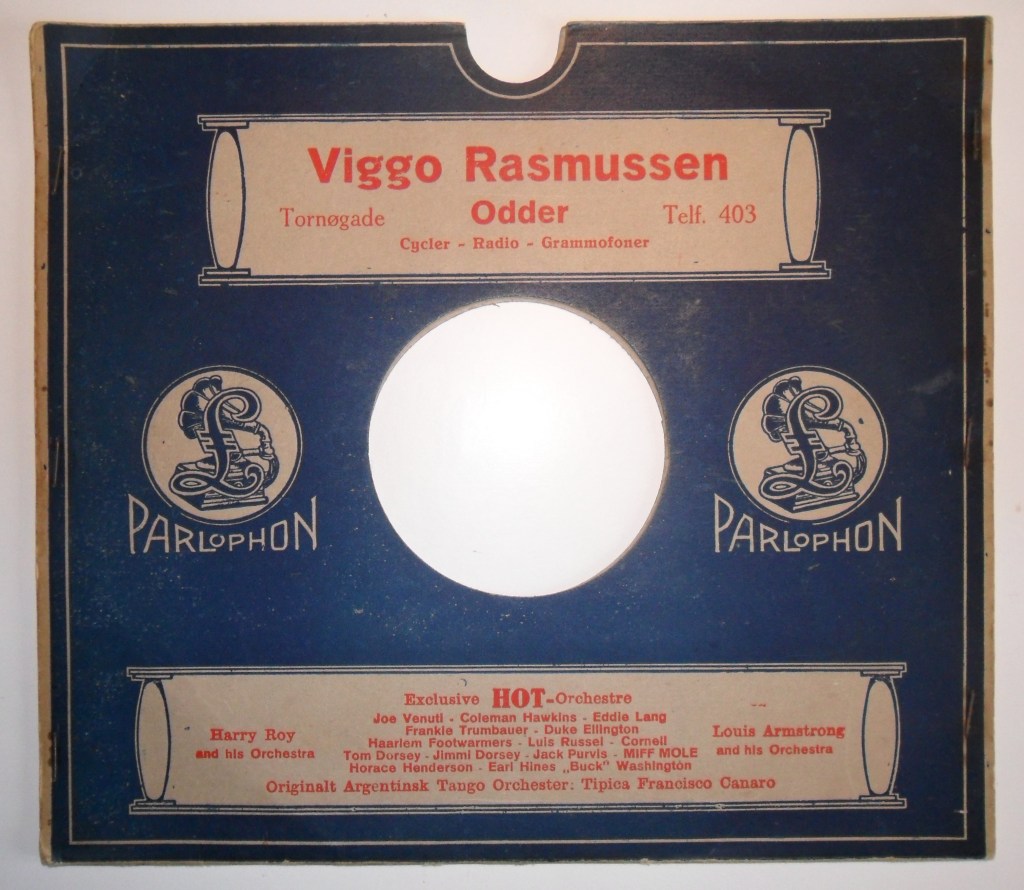 Viggo Rasmussen
Tornøgade Odder Telf. 403
Cycler - Radio - Grammofoner
PARLOPHON PARLOPHON
Exclusive HOT-Orchestre
Joe Venuti - Coleman Hawkins - Eddie Lang
Frankie Trumbauer - Duke Ellington
Haarlem Footwarmers - Luis Russel - Cornell
Tom Dorsey - Jimmi Dorsey - Jack Purvis - MIFF MOLE
Horace Henderson - Earl Hines „Buck" Washington
Harry Roy
and his Orchestra
Louis Armstrong
and his Orchestra
Originalt Argentinsk Tango Orchester: Tipica Francisco Canaro